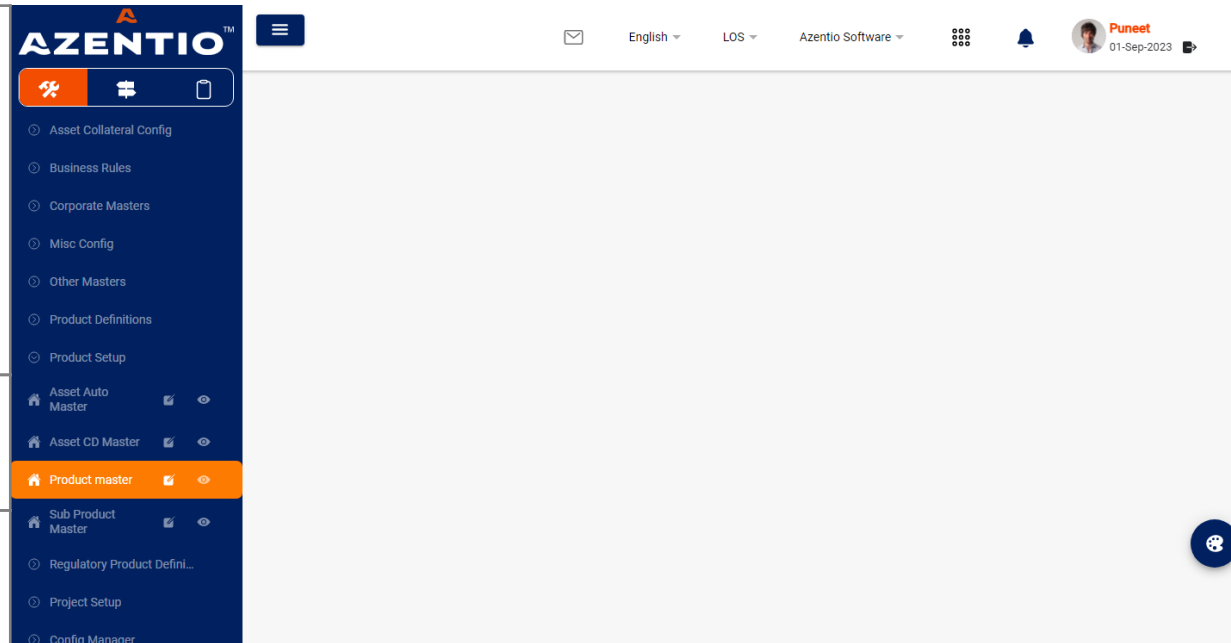 AZENTIO™
English
LOS
Azentio Software
Puneet
01-Sep-2023
Asset Collateral Config
Business Rules
Corporate Masters
Misc Config
Other Masters
Product Definitions
Product Setup
Asset Auto
Master
Asset CD Master
Product master
Sub Product
Master
Regulatory Product Defini...
Project Setup
Config Manager